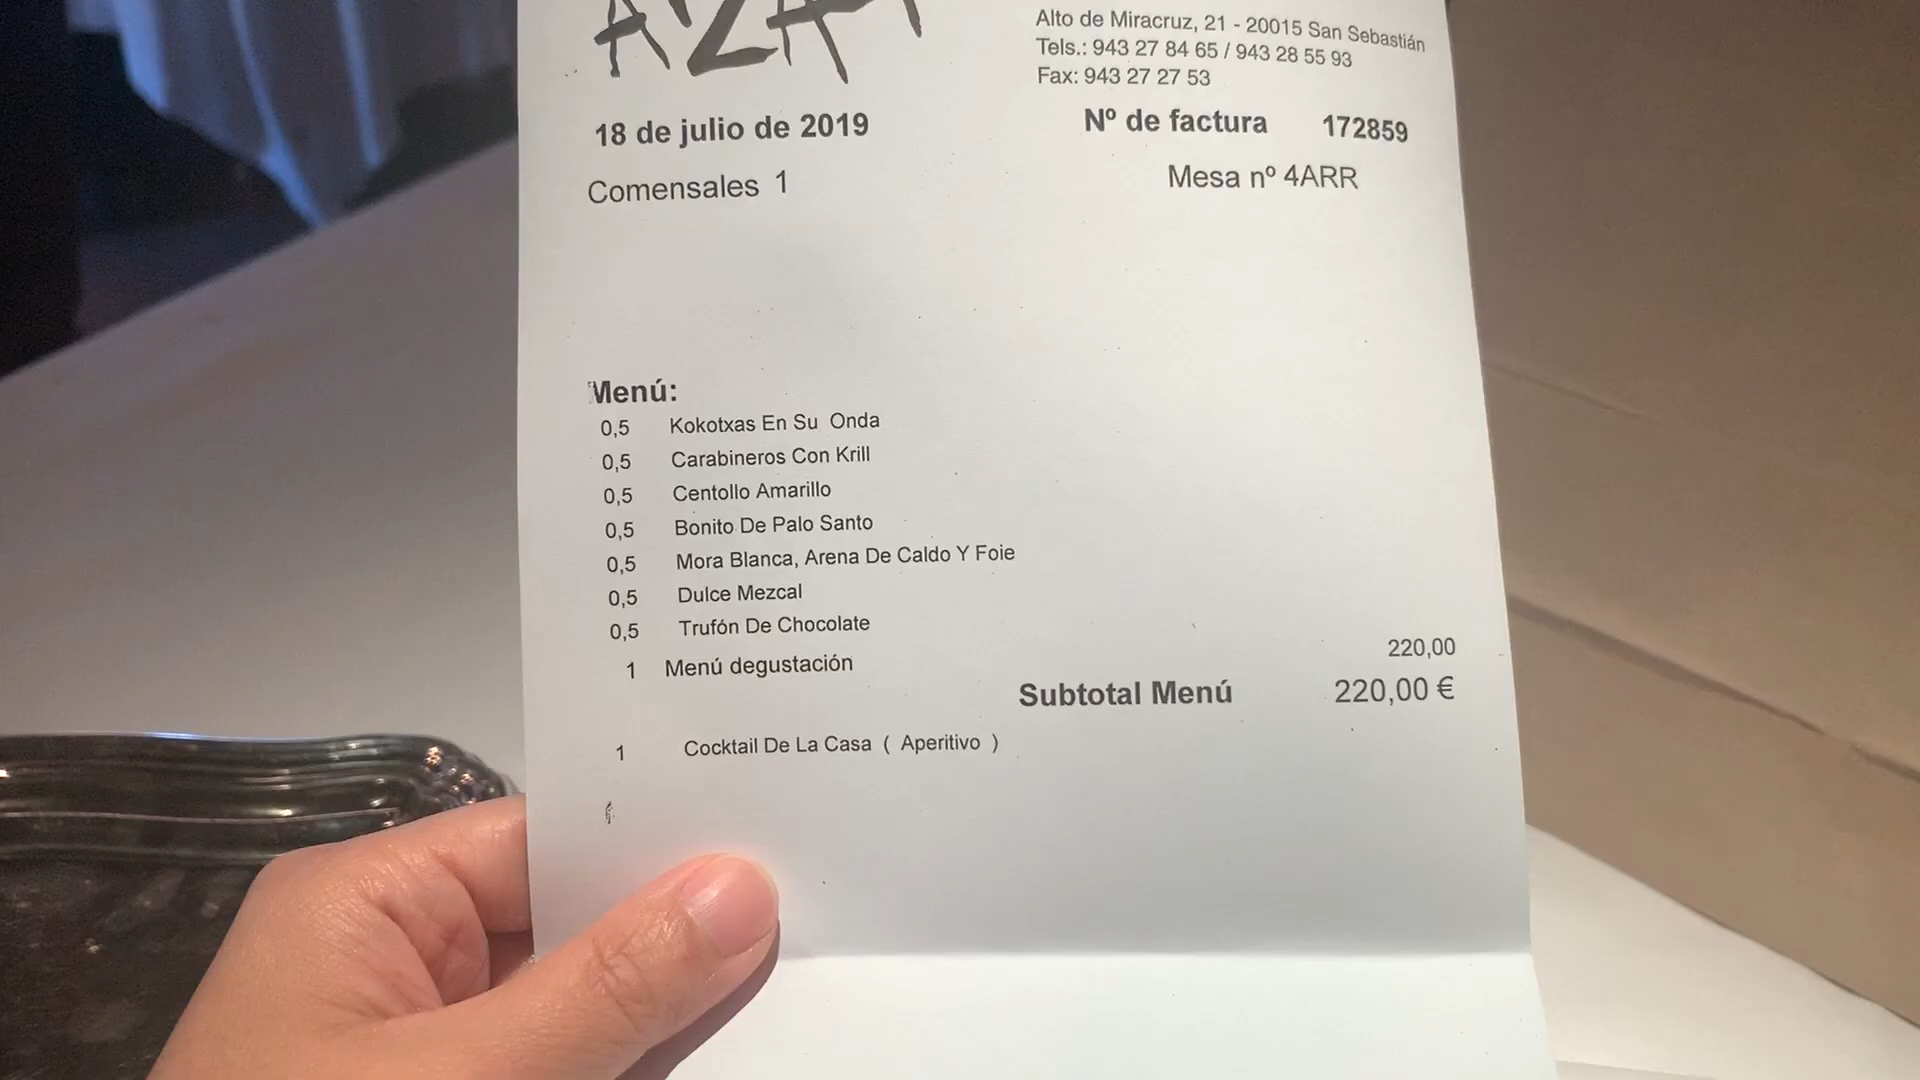 Alto de Miracruz, 21 - 20015 San Sebastián
Tels.: 943 27 84 65 / 943 28 55 93
Fax: 943 27 27 53
18 de julio de 2019
Nº de factura 172859
Comensales 1
Mesa nº 4ARR
Menú:
0,5 Kokotxas En Su Onda
0,5 Carabineros Con Krill
0,5 Centollo Amarillo
0,5 Bonito De Palo Santo
0,5 Mora Blanca, Arena De Caldo Y Foie
0,5 Dulce Mezcal
0,5 Trufón De Chocolate
1 Menú degustación 220,00
Subtotal Menú 220,00 €
1 Cocktail De La Casa ( Aperitivo )